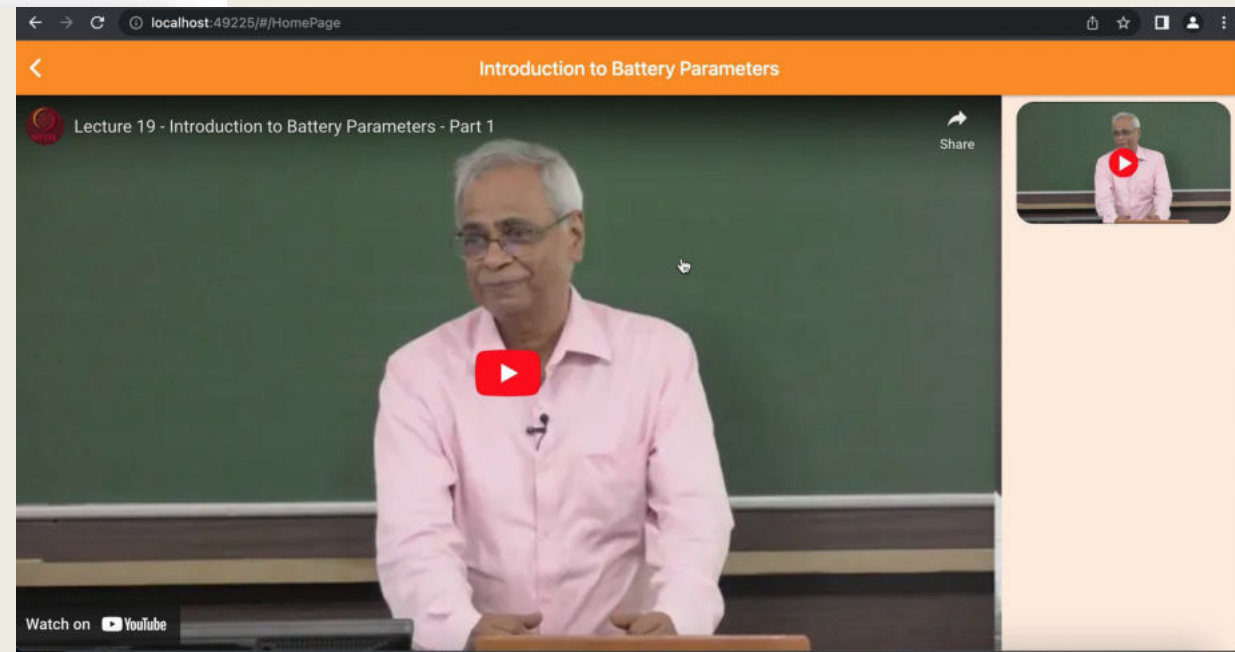 localhost:49225/#/HomePage
Introduction to Battery Parameters
Lecture 19 - Introduction to Battery Parameters - Part 1
Share
Watch on YouTube